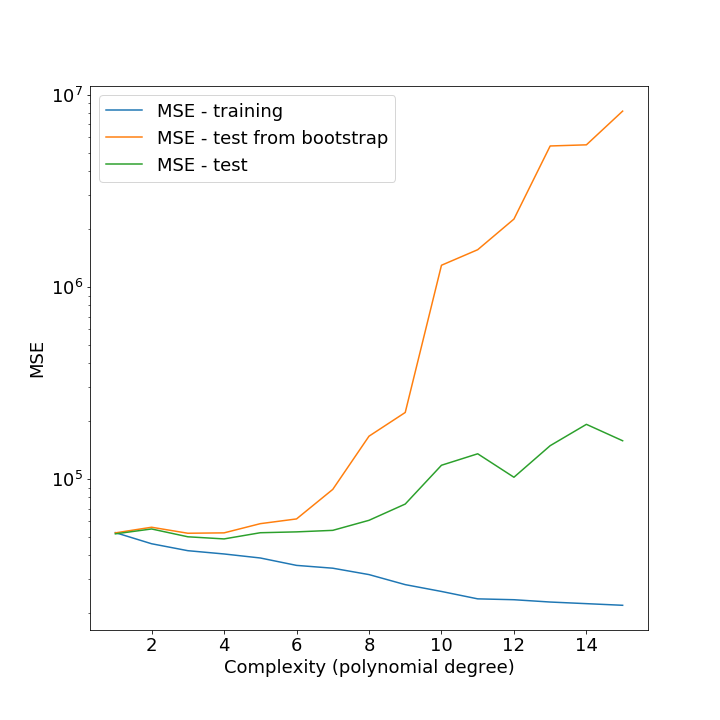 MSE - training
MSE - test from bootstrap
MSE - test
10^7
10^6
10^5
MSE
2 4 6 8 10 12 14
Complexity (polynomial degree)